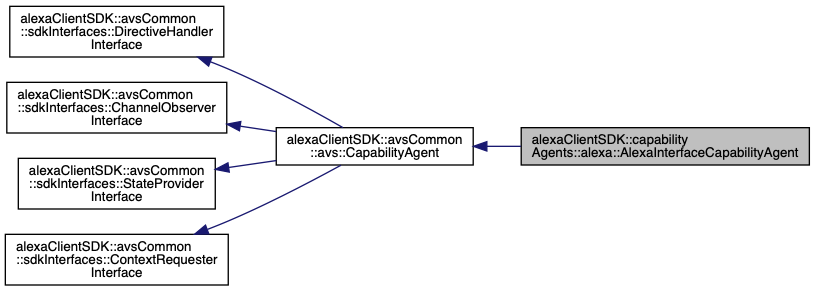 alexaClientSDK::avsCommon
::sdkInterfaces::DirectiveHandler
Interface
alexaClientSDK::avsCommon
::sdkInterfaces::ChannelObserver
Interface
alexaClientSDK::avsCommon
::avs::CapabilityAgent
alexaClientSDK::capability
Agents::alexa::AlexaInterfaceCapabilityAgent
alexaClientSDK::avsCommon
::sdkInterfaces::StateProvider
Interface
alexaClientSDK::avsCommon
::sdkInterfaces::ContextRequester
Interface